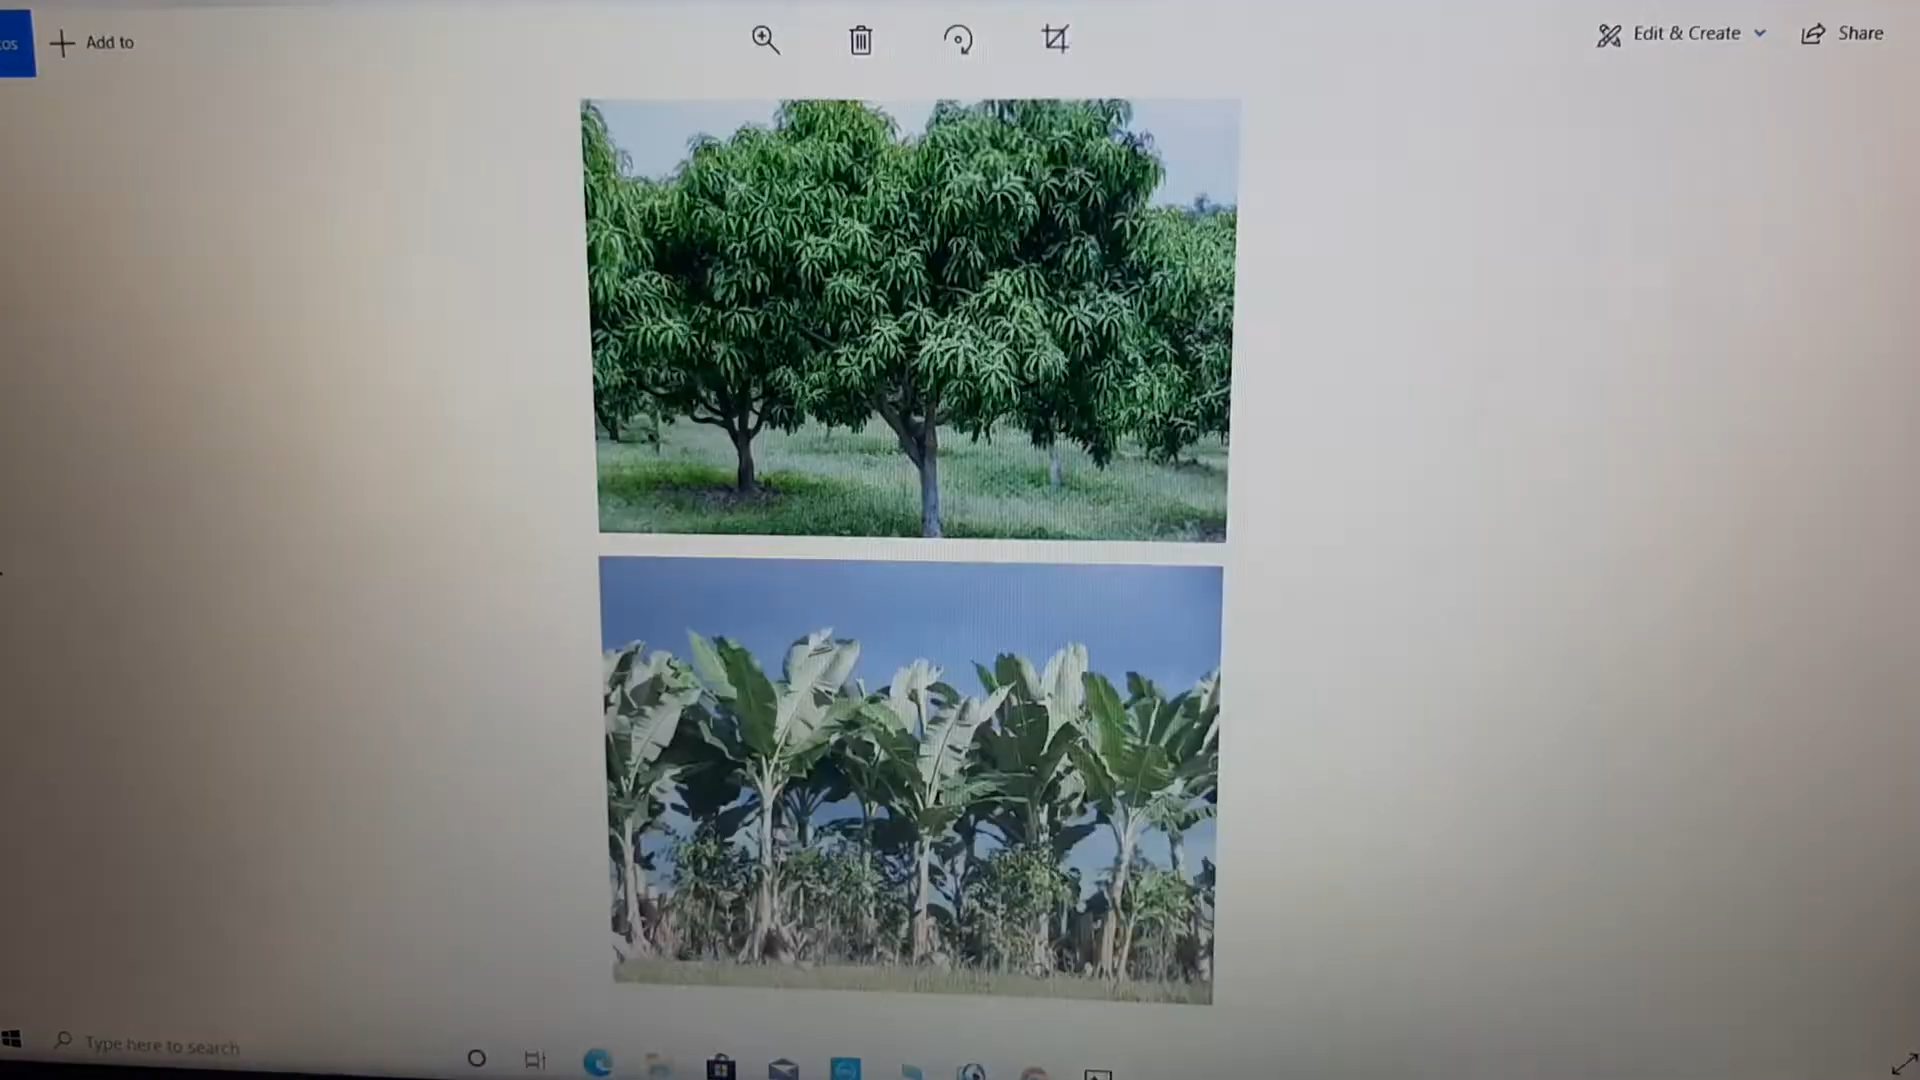 os
Add to
Edit & Create
Share
Type here to search